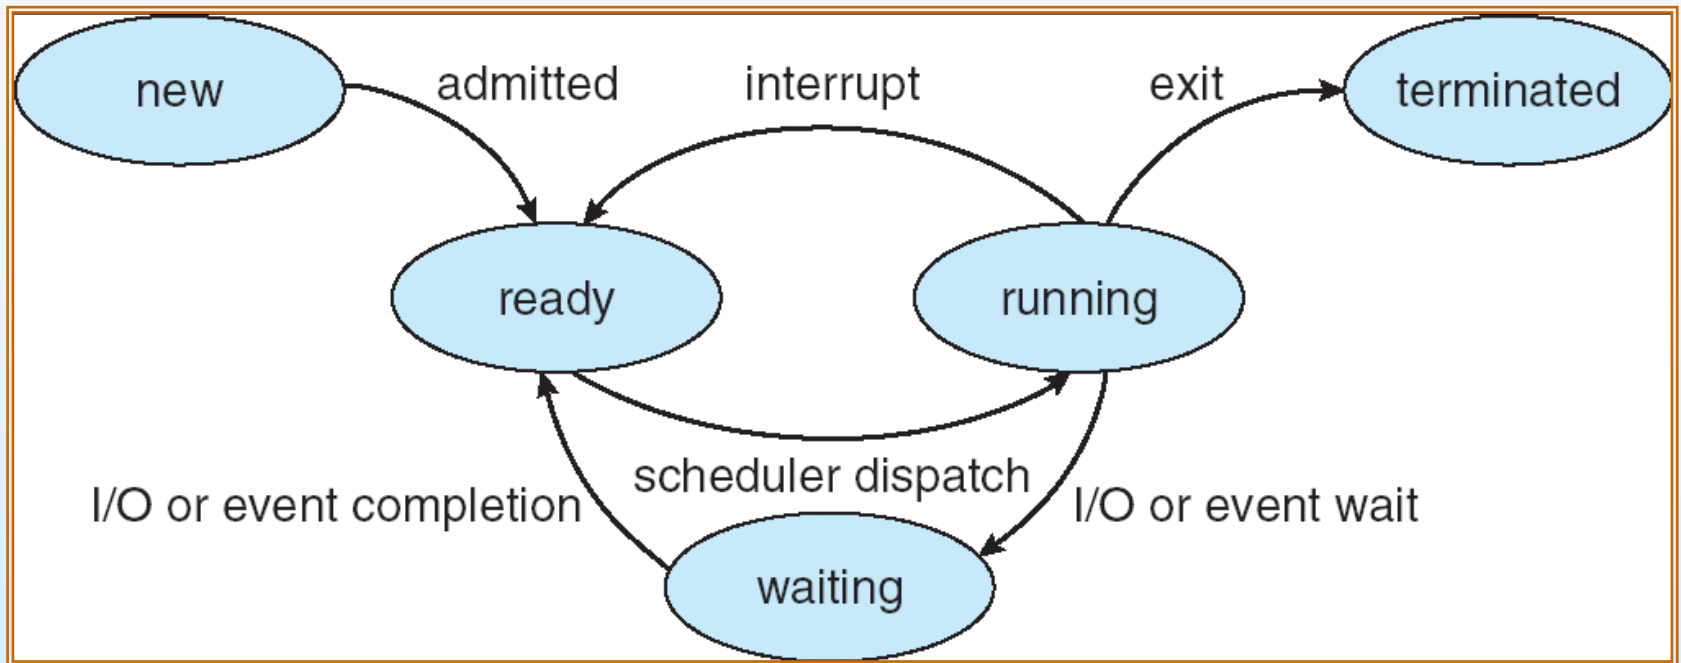 new
admitted
interrupt
exit
terminated
ready
running
scheduler dispatch
I/O or event completion
I/O or event wait
waiting